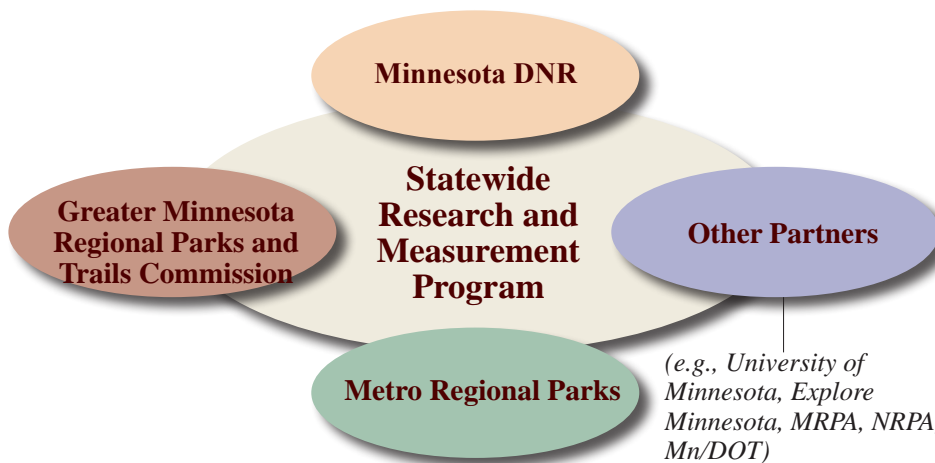 Minnesota DNR
Statewide
Research and
Measurement
Program
Greater Minnesota
Regional Parks and
Trails Commission
Other Partners
Metro Regional Parks
(e.g., University of
Minnesota, Explore
Minnesota, MRPA, NRPA,
Mn/DOT)